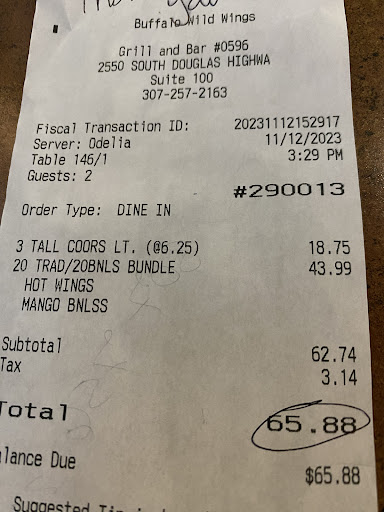 Buffalo Wild Wings
Grill and Bar #0596
2550 SOUTH DOUGLAS HIGHWA
Suite 100
307-257-2163
Fiscal Transaction ID: 20231112152917
Server: Odelia 11/12/2023
Table 146/1 3:29 PM
Guests: 2
#290013
Order Type: DINE IN
3 TALL COORS LT. (@6.25) 18.75
20 TRAD/20BNLS BUNDLE 43.99
HOT WINGS
MANGO BNLSS
Subtotal 62.74
Tax 3.14
Total 65.88
lance Due $65.88
Suggested